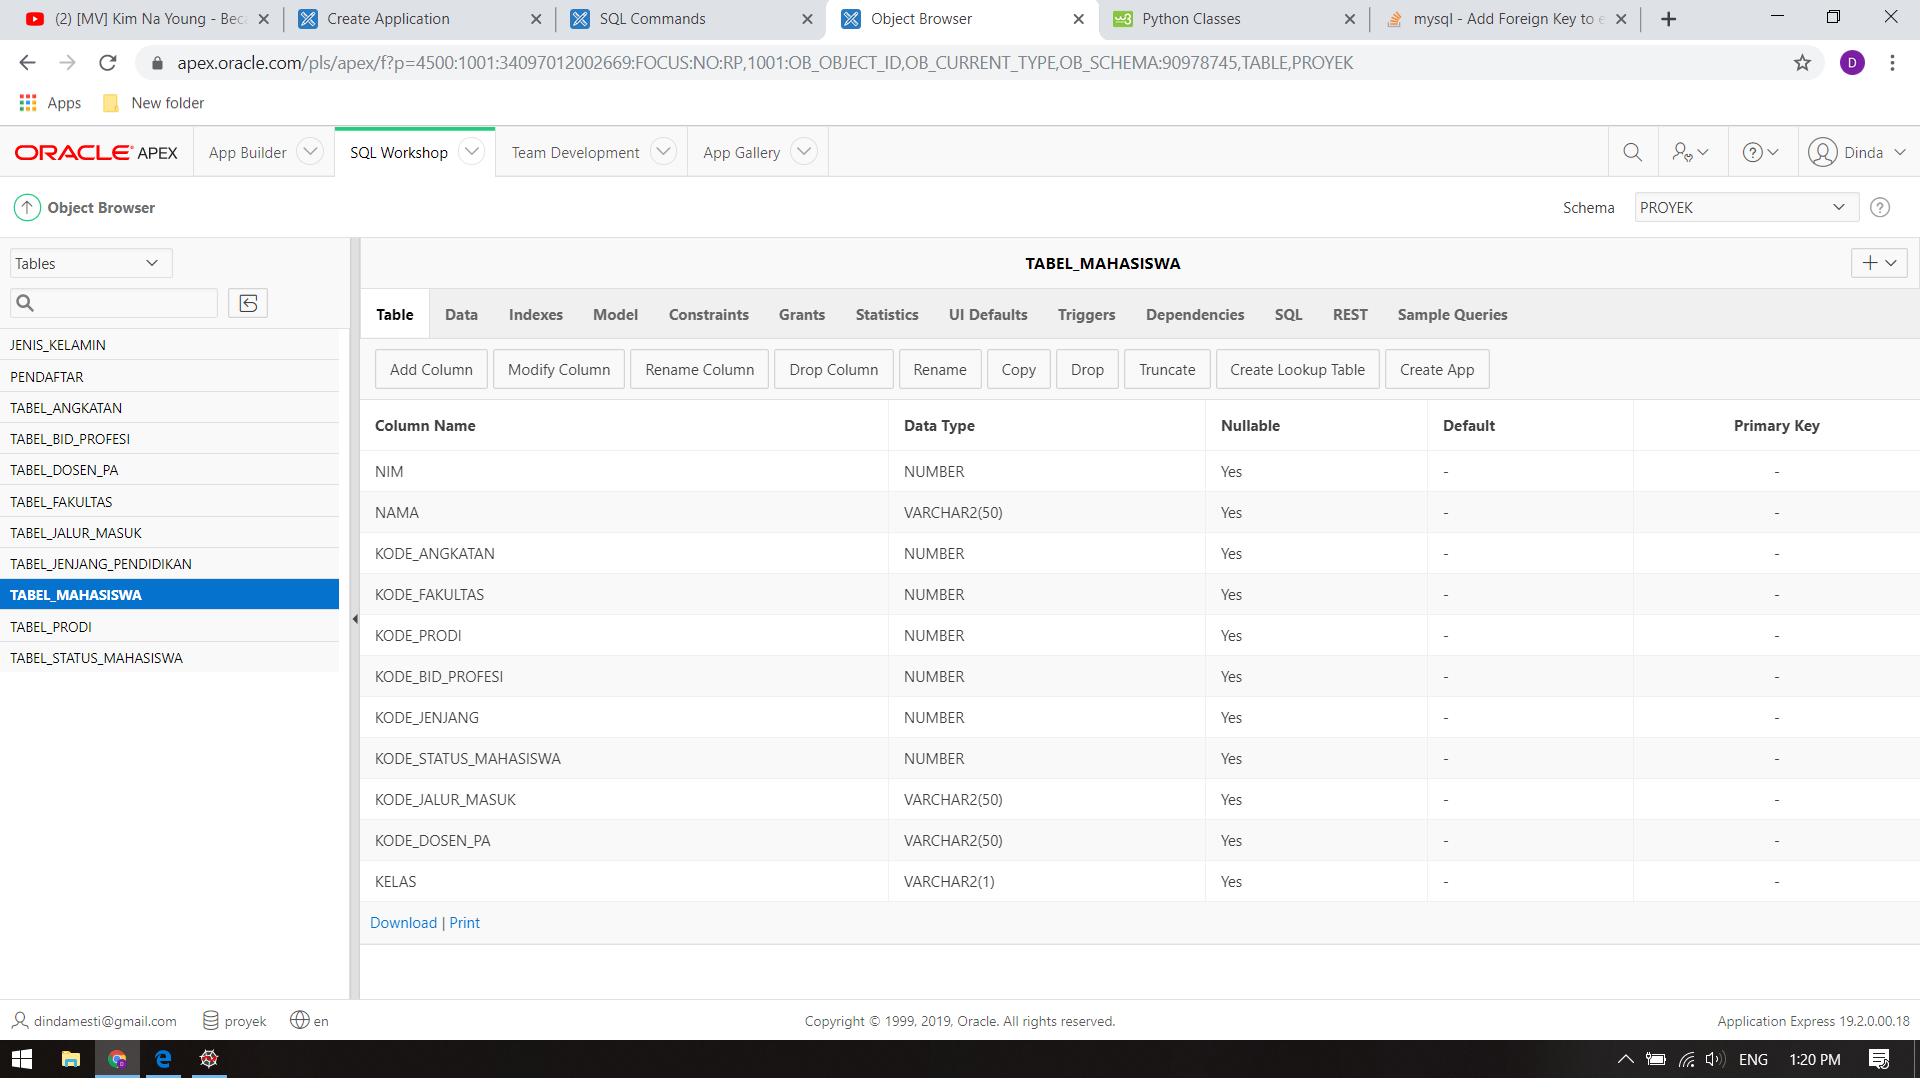 (2) [MV] Kim Na Young - Beca
Create Application
SQL Commands
Object Browser
Python Classes
mysql - Add Foreign Key to e
apex.oracle.com/pls/apex/f?p=4500:1001:34097012002669:FOCUS:NO:RP,1001:OB_OBJECT_ID,OB_CURRENT_TYPE,OB_SCHEMA:90978745,TABLE,PROYEK
D
Apps
New folder
ORACLE APEX
App Builder
SQL Workshop
Team Development
App Gallery
Dinda
Object Browser
Schema
PROYEK
Tables
TABEL_MAHASISWA
Table
Data
Indexes
Model
Constraints
Grants
Statistics
UI Defaults
Triggers
Dependencies
SQL
REST
Sample Queries
JENIS_KELAMIN
PENDAFTAR
TABEL_ANGKATAN
TABEL_BID_PROFESI
TABEL_DOSEN_PA
TABEL_FAKULTAS
TABEL_JALUR_MASUK
TABEL_JENJANG_PENDIDIKAN
TABEL_MAHASISWA
TABEL_PRODI
TABEL_STATUS_MAHASISWA
Add Column
Modify Column
Rename Column
Drop Column
Rename
Copy
Drop
Truncate
Create Lookup Table
Create App
Column Name Data Type Nullable Default Primary Key
NIM NUMBER Yes - -
NAMA VARCHAR2(50) Yes - -
KODE_ANGKATAN NUMBER Yes - -
KODE_FAKULTAS NUMBER Yes - -
KODE_PRODI NUMBER Yes - -
KODE_BID_PROFESI NUMBER Yes - -
KODE_JENJANG NUMBER Yes - -
KODE_STATUS_MAHASISWA NUMBER Yes - -
KODE_JALUR_MASUK VARCHAR2(50) Yes - -
KODE_DOSEN_PA VARCHAR2(50) Yes - -
KELAS VARCHAR2(1) Yes - -
Download | Print
dindamesti@gmail.com
proyek
en
Copyright © 1999, 2019, Oracle. All rights reserved.
Application Express 19.2.0.00.18
ENG
1:20 PM